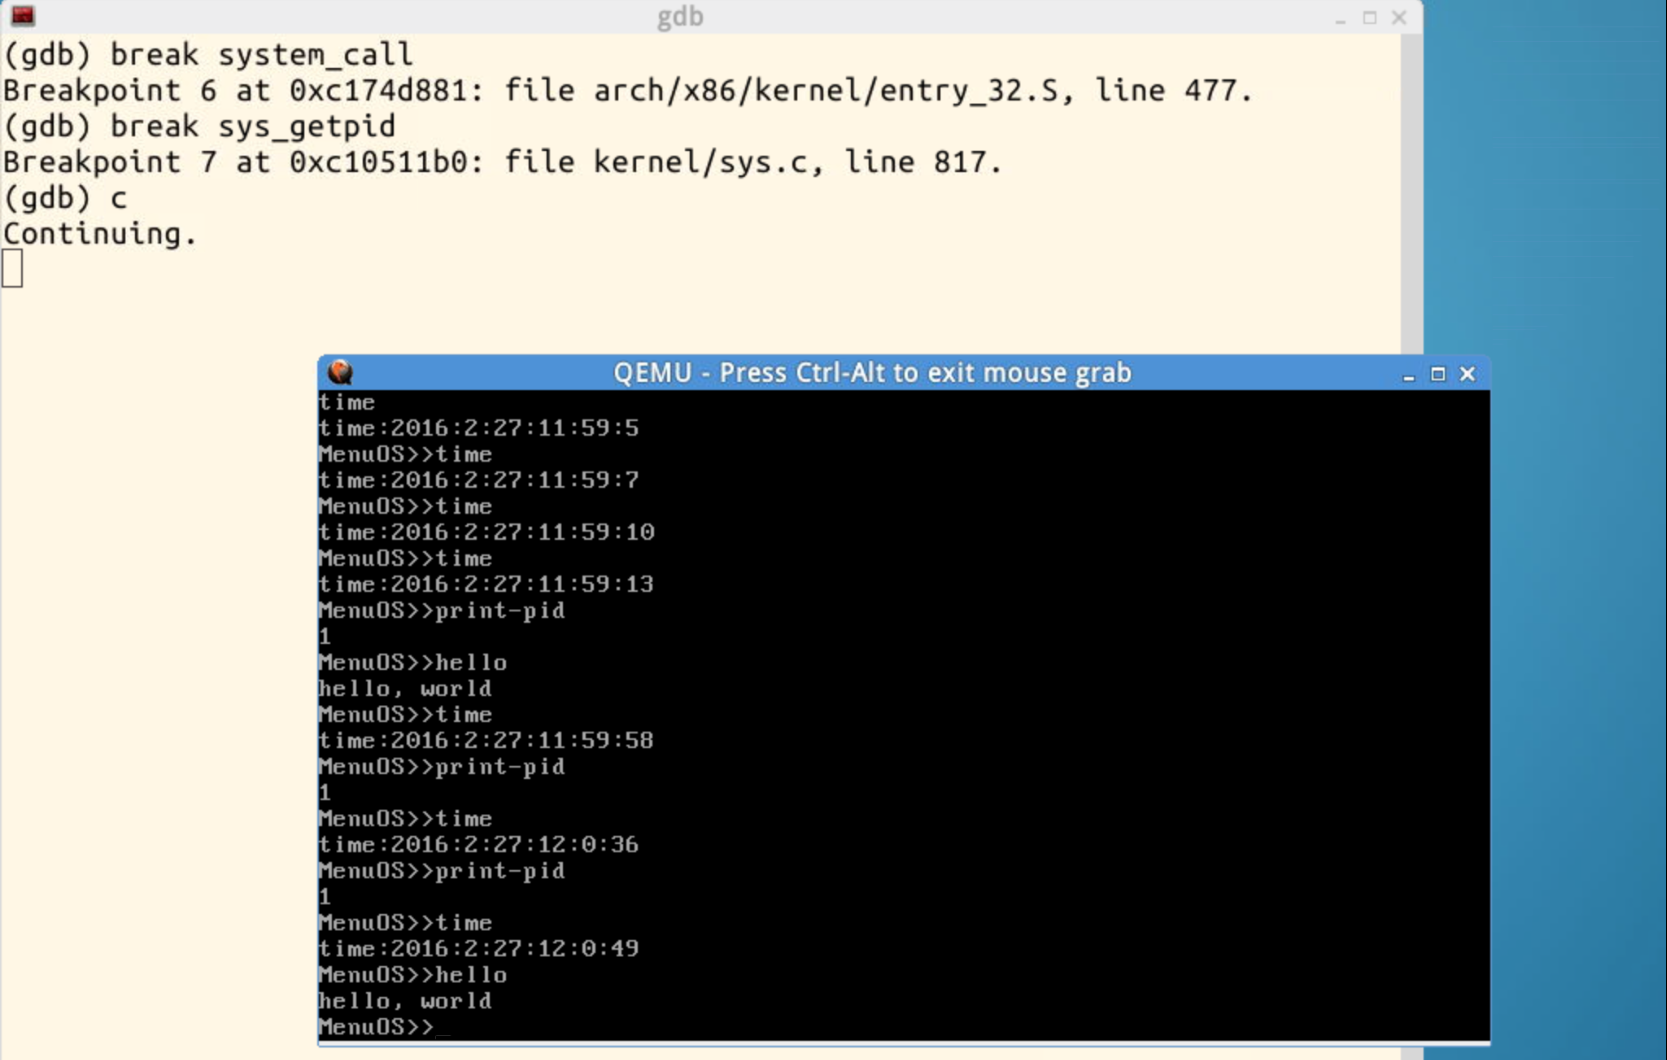 gdb
(gdb) break system_call
Breakpoint 6 at 0xc174d881: file arch/x86/kernel/entry_32.S, line 477.
(gdb) break sys_getpid
Breakpoint 7 at 0xc10511b0: file kernel/sys.c, line 817.
(gdb) c
Continuing.
QEMU - Press Ctrl-Alt to exit mouse grab
time
time:2016:2:27:11:59:5
MenuOS>>time
time:2016:2:27:11:59:7
MenuOS>>time
time:2016:2:27:11:59:10
MenuOS>>time
time:2016:2:27:11:59:13
MenuOS>>print-pid
1
MenuOS>>hello
hello, world
MenuOS>>time
time:2016:2:27:11:59:58
MenuOS>>print-pid
1
MenuOS>>time
time:2016:2:27:12:0:36
MenuOS>>print-pid
1
MenuOS>>time
time:2016:2:27:12:0:49
MenuOS>>hello
hello, world
MenuOS>>_